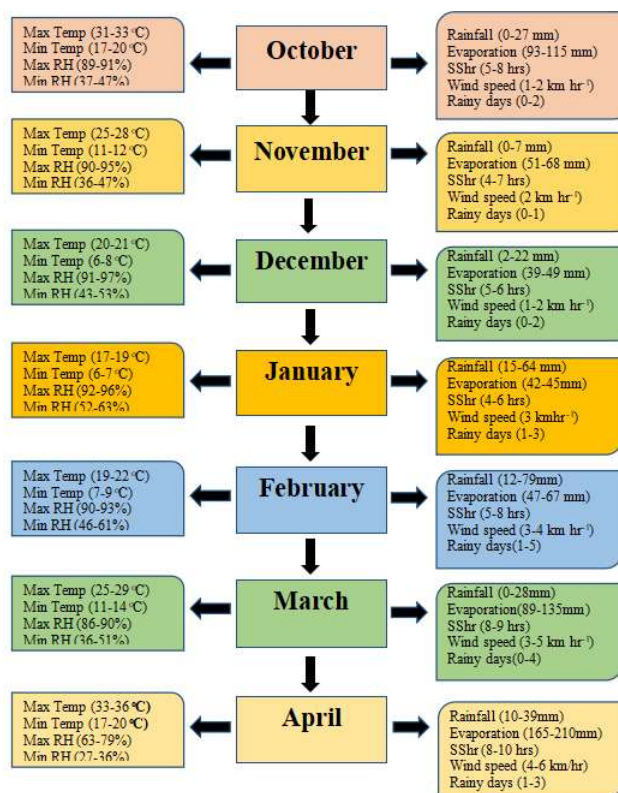 October
Max Temp (31-33 °C)
Min Temp (17-20 °C)
Max RH (89-91%)
Min RH (37-47%)
Rainfall (0-27 mm)
Evaporation (93-115 mm)
SShr (5-8 hrs)
Wind speed (1-2 km hr⁻¹)
Rainy days (0-2)
November
Max Temp (25-28 °C)
Min Temp (11-12 °C)
Max RH (90-95%)
Min RH (36-47%)
Rainfall (0-7 mm)
Evaporation (51-68 mm)
SShr (4-7 hrs)
Wind speed (2 km hr⁻¹)
Rainy days (0-1)
December
Max Temp (20-21 °C)
Min Temp (6-8 °C)
Max RH (91-97%)
Min RH (43-53%)
Rainfall (2-22 mm)
Evaporation (39-49 mm)
SShr (5-6 hrs)
Wind speed (1-2 km hr⁻¹)
Rainy days (0-2)
January
Max Temp (17-19 °C)
Min Temp (6-7 °C)
Max RH (92-96%)
Min RH (52-63%)
Rainfall (15-64 mm)
Evaporation (42-45mm)
SShr (4-6 hrs)
Wind speed (3 kmhr⁻¹)
Rainy days (1-3)
February
Max Temp (19-22 °C)
Min Temp (7-9 °C)
Max RH (90-93%)
Min RH (46-61%)
Rainfall (12-79mm)
Evaporation (47-67 mm)
SShr (5-8 hrs)
Wind speed (3-4 km hr⁻¹)
Rainy days(1-5)
March
Max Temp (25-29 °C)
Min Temp (11-14 °C)
Max RH (86-90%)
Min RH (36-51%)
Rainfall (0-28mm)
Evaporation(89-135mm)
SShr (8-9 hrs)
Wind speed (3-5 km hr⁻¹)
Rainy days(0-4)
April
Max Temp (33-36 °C)
Min Temp (17-20 °C)
Max RH (63-79%)
Min RH (27-36%)
Rainfall (10-39mm)
Evaporation (165-210mm)
SShr (8-10 hrs)
Wind speed (4-6 km/hr)
Rainy days (1-3)